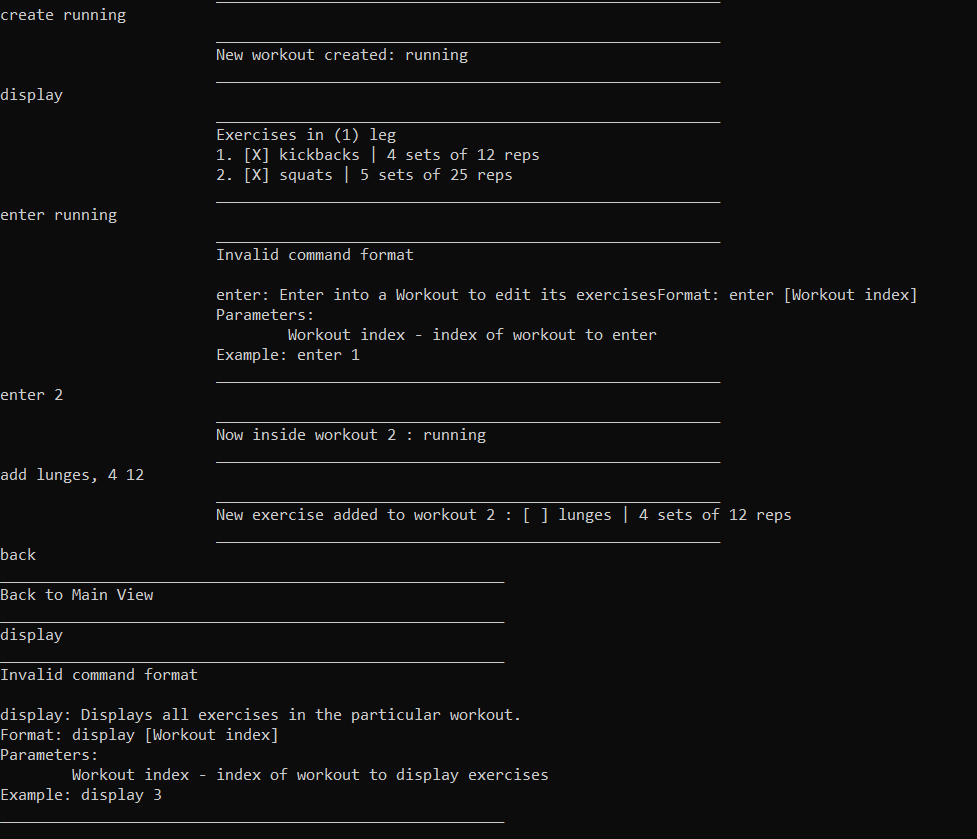 create running
New workout created: running
display
Exercises in (1) leg
1. [X] kickbacks | 4 sets of 12 reps
2. [X] squats | 5 sets of 25 reps
enter running
Invalid command format
enter: Enter into a Workout to edit its exercisesFormat: enter [Workout index]
Parameters:
Workout index - index of workout to enter
Example: enter 1
enter 2
Now inside workout 2 : running
add lunges, 4 12
New exercise added to workout 2 : [ ] lunges | 4 sets of 12 reps
back
Back to Main View
display
Invalid command format
display: Displays all exercises in the particular workout.
Format: display [Workout index]
Parameters:
Workout index - index of workout to display exercises
Example: display 3